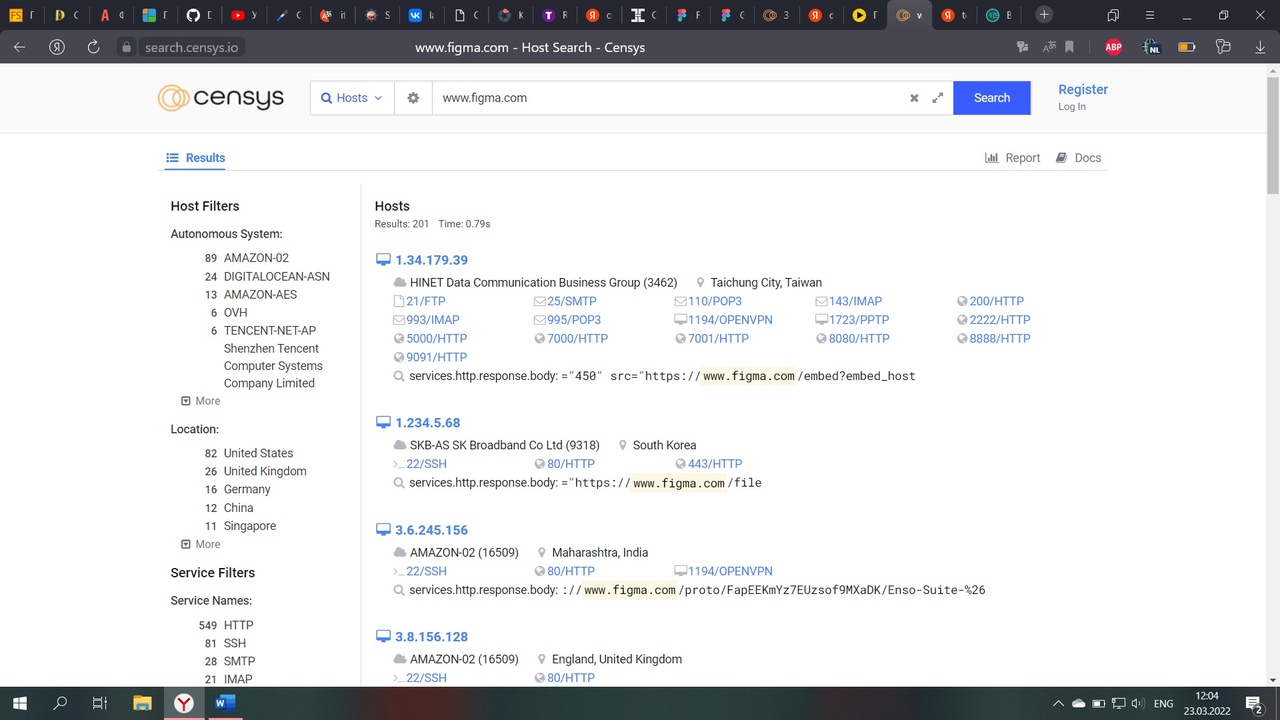 search.censys.io
www.figma.com - Host Search - Censys
ABP
NL
censys
Hosts
www.figma.com
Search
Register
Log In
Results
Report
Docs
Host Filters
Autonomous System:
89 AMAZON-02
24 DIGITALOCEAN-ASN
13 AMAZON-AES
6 OVH
6 TENCENT-NET-AP
Shenzhen Tencent
Computer Systems
Company Limited
More
Location:
82 United States
26 United Kingdom
16 Germany
12 China
11 Singapore
More
Service Filters
Service Names:
549 HTTP
81 SSH
28 SMTP
21 IMAP
Hosts
Results: 201 Time: 0.79s
1.34.179.39
HINET Data Communication Business Group (3462) Taichung City, Taiwan
21/FTP 25/SMTP 110/POP3 143/IMAP 200/HTTP
993/IMAP 995/POP3 1194/OPENVPN 1723/PPTP 2222/HTTP
5000/HTTP 7000/HTTP 7001/HTTP 8080/HTTP 8888/HTTP
9091/HTTP
services.http.response.body: ="450" src="https://www.figma.com/embed?embed_host
1.234.5.68
SKB-AS SK Broadband Co Ltd (9318) South Korea
22/SSH 80/HTTP 443/HTTP
services.http.response.body: ="https://www.figma.com/file
3.6.245.156
AMAZON-02 (16509) Maharashtra, India
22/SSH 80/HTTP 1194/OPENVPN
services.http.response.body: ://www.figma.com/proto/FapEEKmYz7EUzsof9MXaDK/Enso-Suite-%26
3.8.156.128
AMAZON-02 (16509) England, United Kingdom
22/SSH 80/HTTP
ENG
12:04
23.03.2022
2